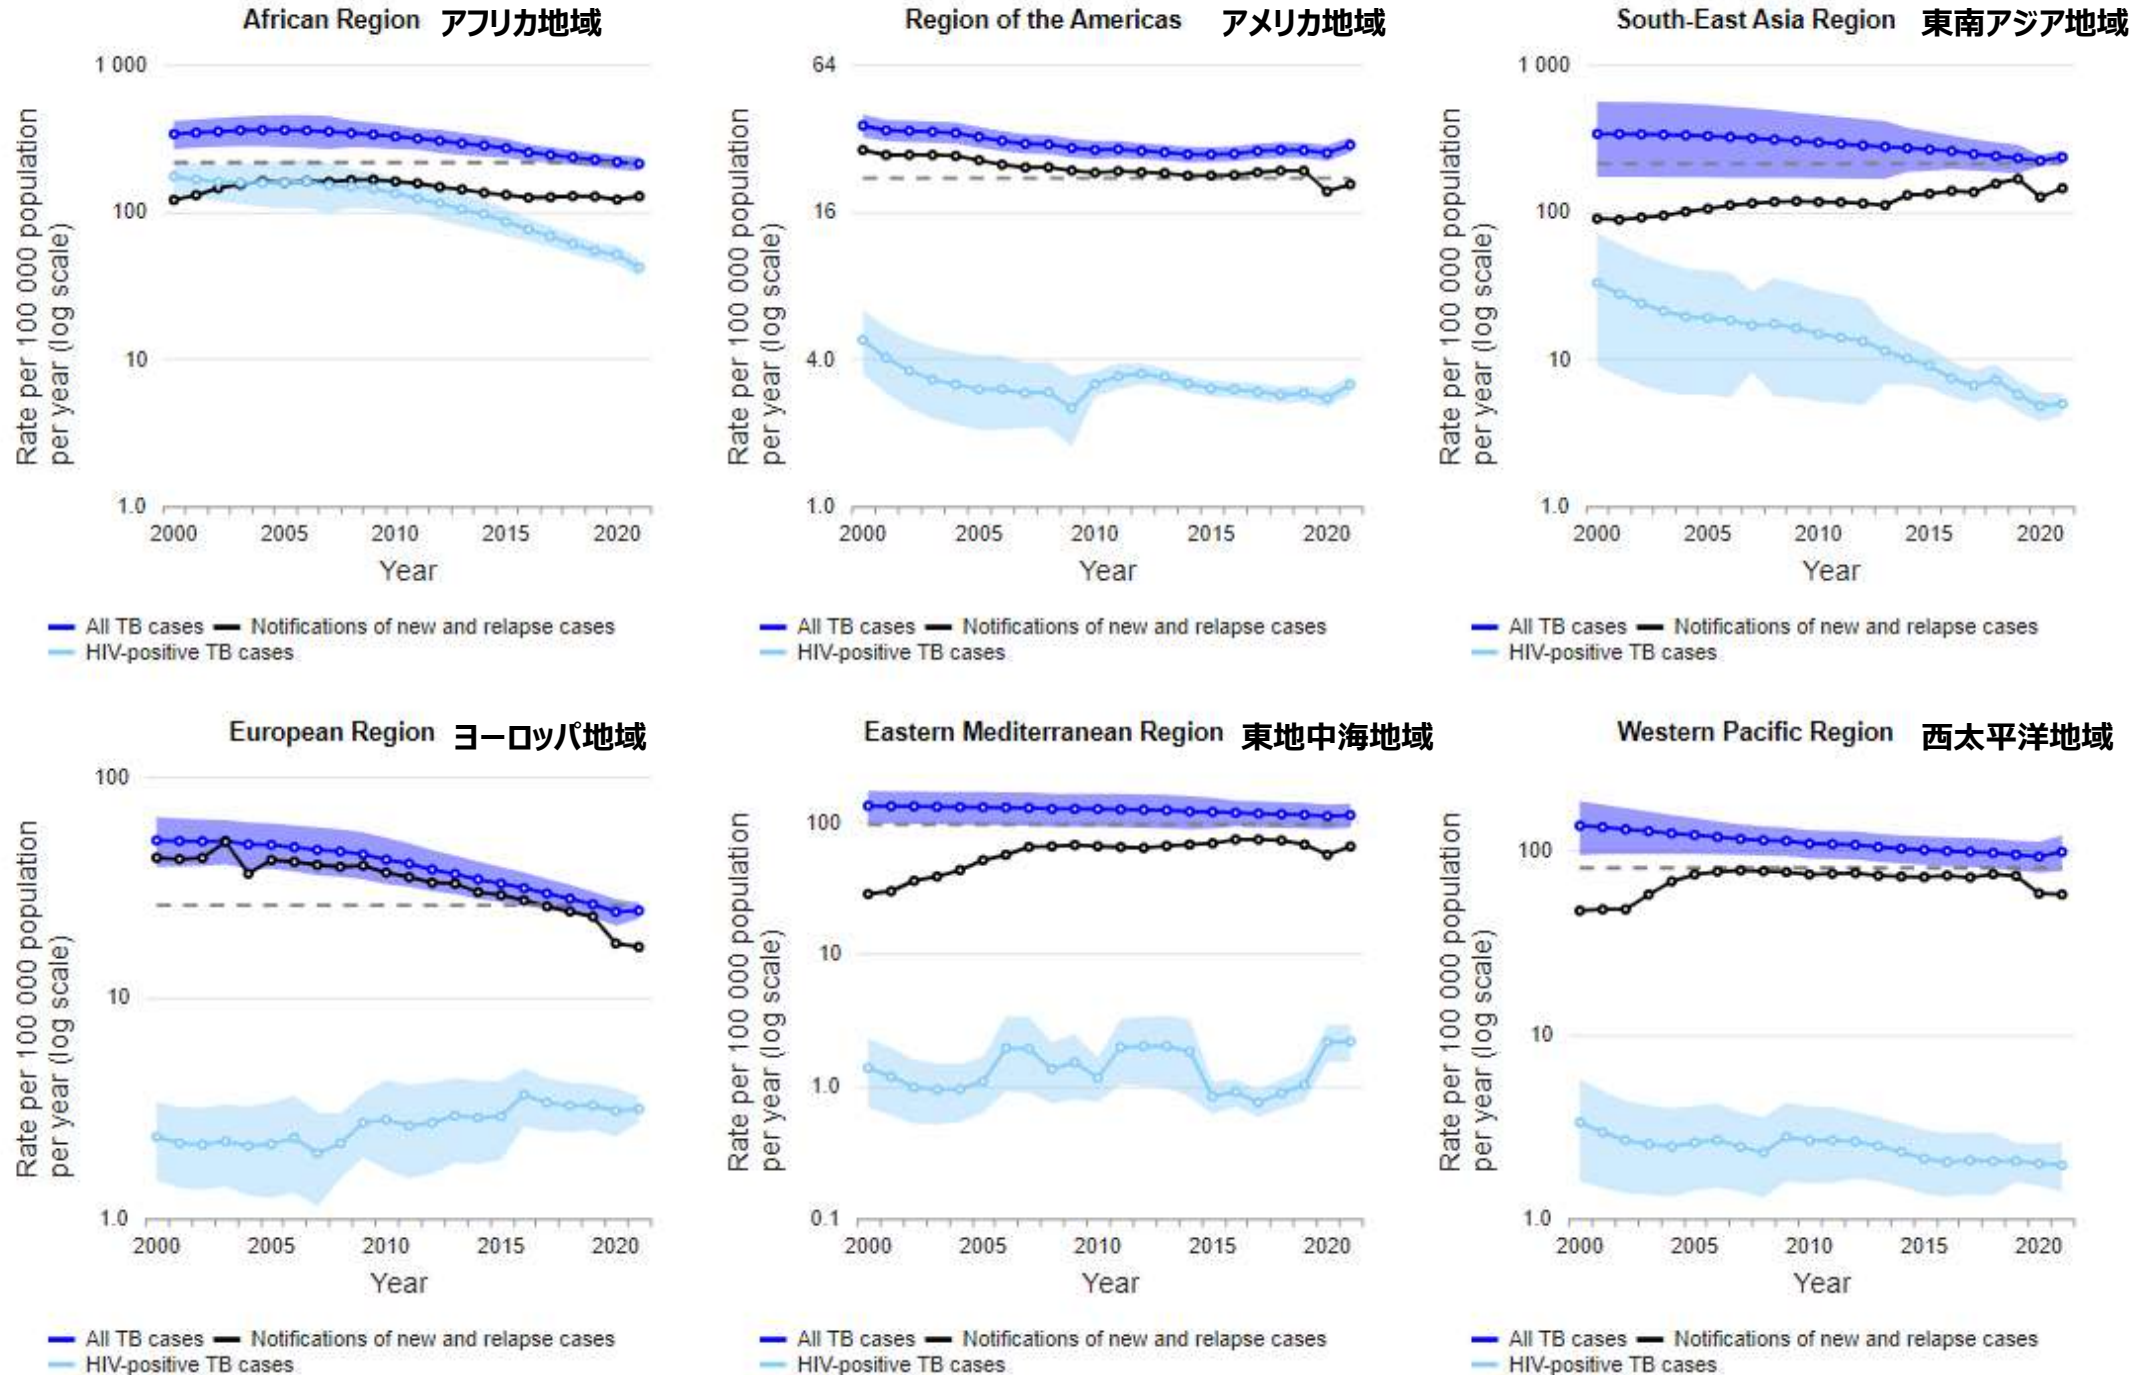 African Region アフリカ地域
1 000
100
10
1.0
Rate per 100 000 population
per year (log scale)
2000 2005 2010 2015 2020
Year
All TB cases Notifications of new and relapse cases
HIV-positive TB cases
Region of the Americas アメリカ地域
64
16
4.0
1.0
Rate per 100 000 population
per year (log scale)
2000 2005 2010 2015 2020
Year
All TB cases Notifications of new and relapse cases
HIV-positive TB cases
South-East Asia Region 東南アジア地域
1 000
100
10
1.0
Rate per 100 000 population
per year (log scale)
2000 2005 2010 2015 2020
Year
All TB cases Notifications of new and relapse cases
HIV-positive TB cases
European Region ヨーロッパ地域
100
10
1.0
Rate per 100 000 population
per year (log scale)
2000 2005 2010 2015 2020
Year
All TB cases Notifications of new and relapse cases
HIV-positive TB cases
Eastern Mediterranean Region 東地中海地域
100
10
1.0
0.1
Rate per 100 000 population
per year (log scale)
2000 2005 2010 2015 2020
Year
All TB cases Notifications of new and relapse cases
HIV-positive TB cases
Western Pacific Region 西太平洋地域
100
10
1.0
Rate per 100 000 population
per year (log scale)
2000 2005 2010 2015 2020
Year
All TB cases Notifications of new and relapse cases
HIV-positive TB cases